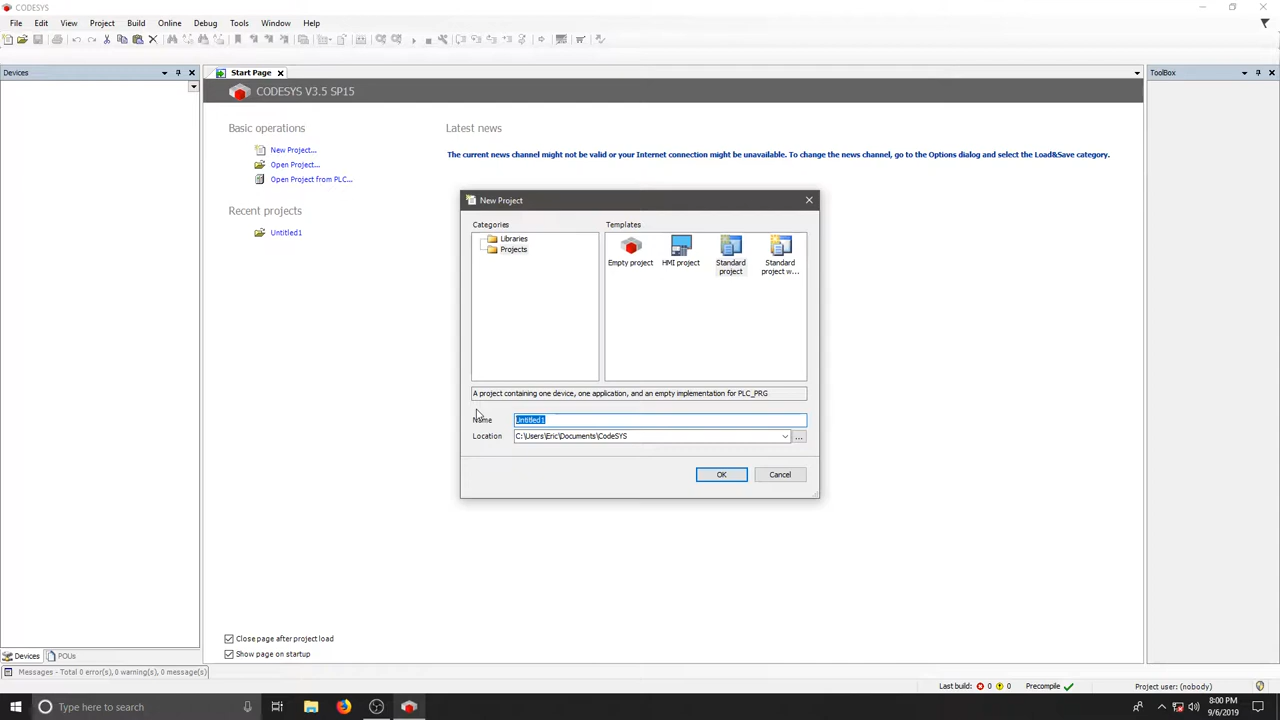 CODESYS
File Edit View Project Build Online Debug Tools Window Help
Devices
Start Page
ToolBox
CODESYS V3.5 SP15
Basic operations
New Project...
Open Project...
Open Project from PLC...
Recent projects
Untitled1
Latest news
The current news channel might not be valid or your Internet connection might be unavailable. To change the news channel, go to the Options dialog and select the Load&Save category.
New Project
Categories
Libraries
Projects
Templates
Empty project
HMI project
Standard
project
Standard
project w...
A project containing one device, one application, and an empty implementation for PLC_PRG
Name Untitled1
Location C:\Users\Eric\Documents\CodeSYS
...
OK Cancel
Close page after project load
Show page on startup
Devices POUs
Messages - Total 0 error(s), 0 warning(s), 0 message(s)
Last build: 0 0 Precompile Project user: (nobody)
Type here to search
8:00 PM
9/6/2019